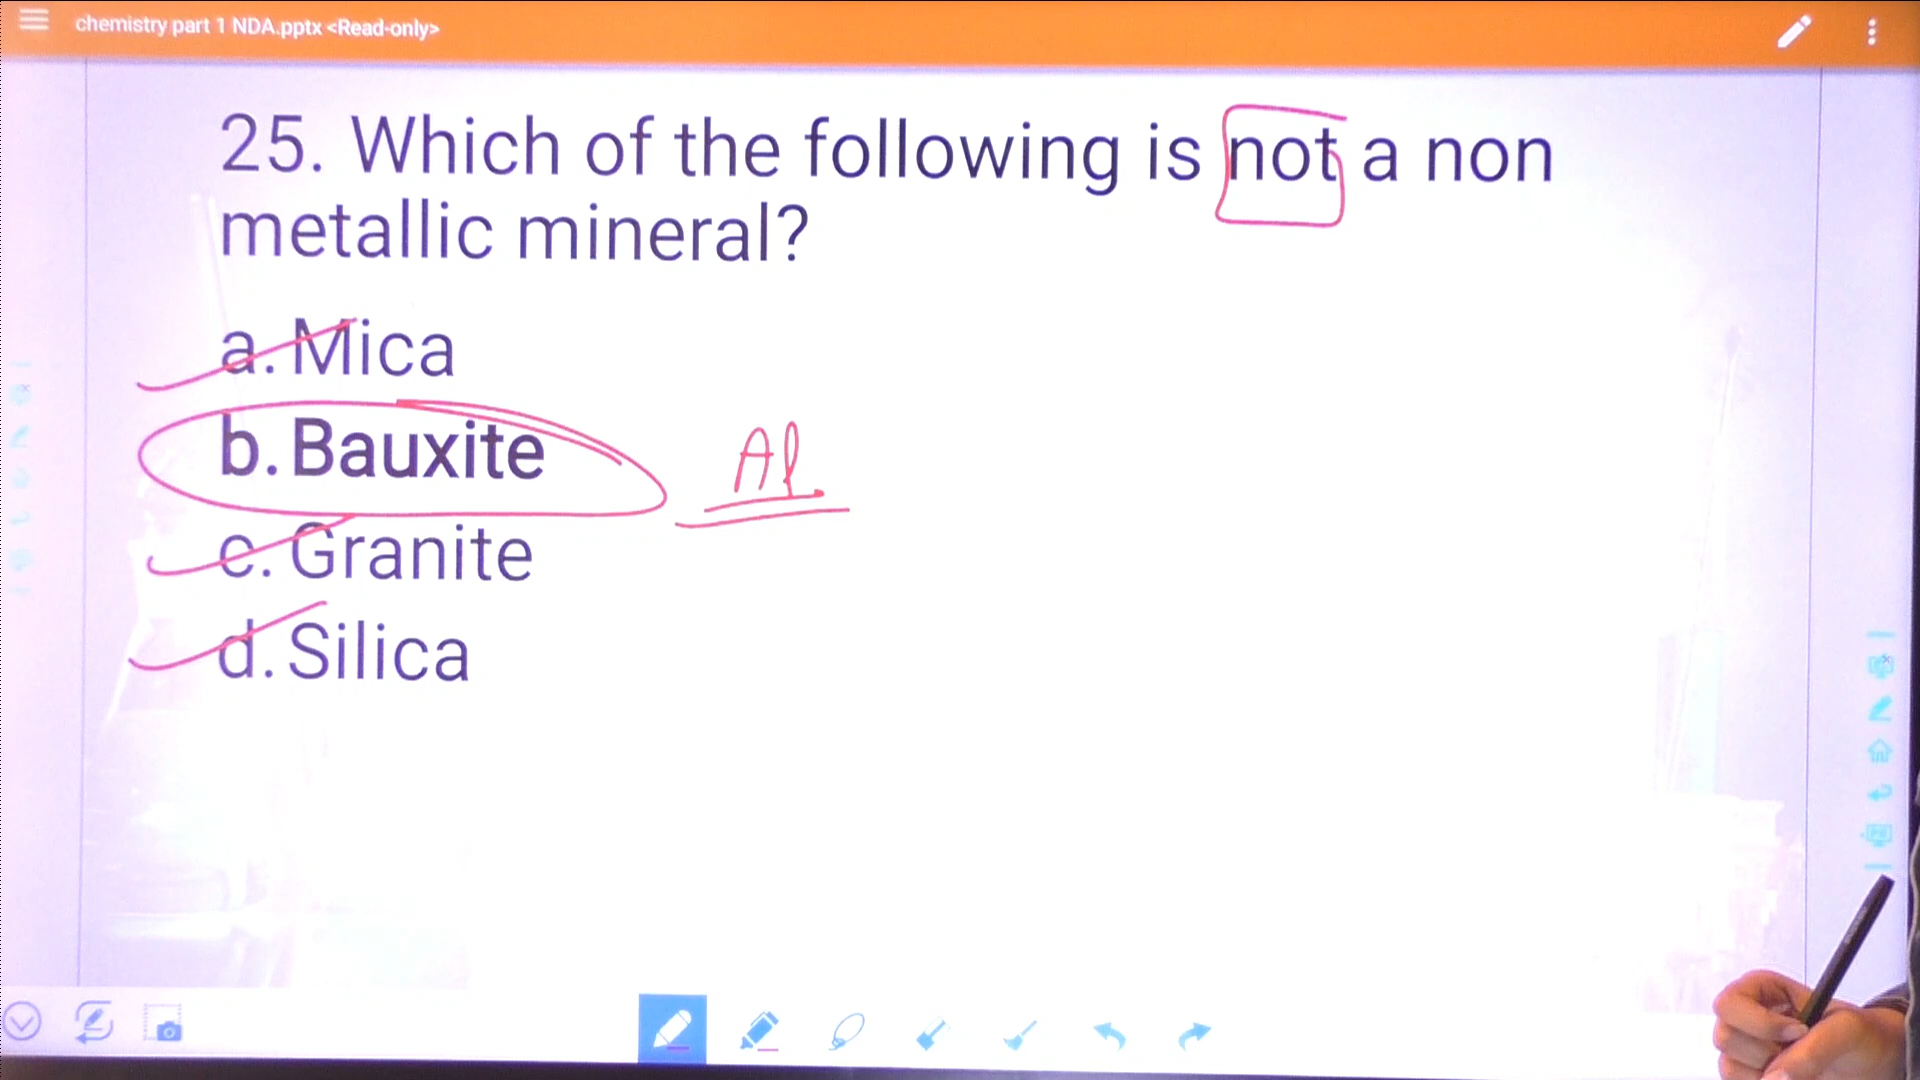 chemistry part 1 NDA.pptx <Read-only>
25. Which of the following is not a non
metallic mineral?
a. Mica
b. Bauxite
Al
c. Granite
d. Silica